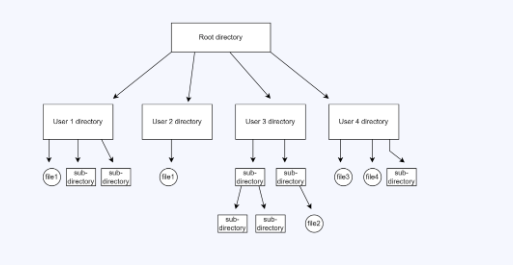 Root directory
User 1 directory
User 2 directory
User 3 directory
User 4 directory
file1
sub-
directory
sub-
directory
file1
sub-
directory
sub-
directory
file3
file4
sub-
directory
sub-
directory
sub-
directory
file2